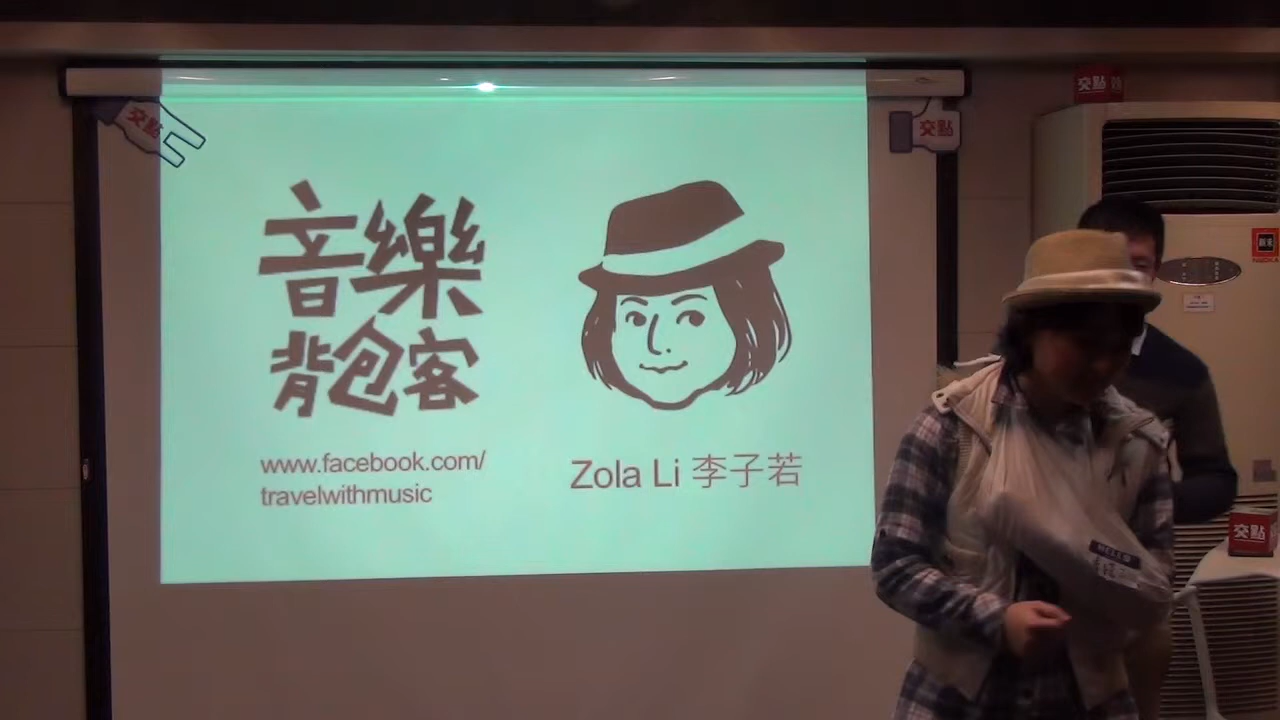 交點
交點
交點
音樂
背包客
www.facebook.com/
travelwithmusic
Zola Li 李子若
HELLO
交點